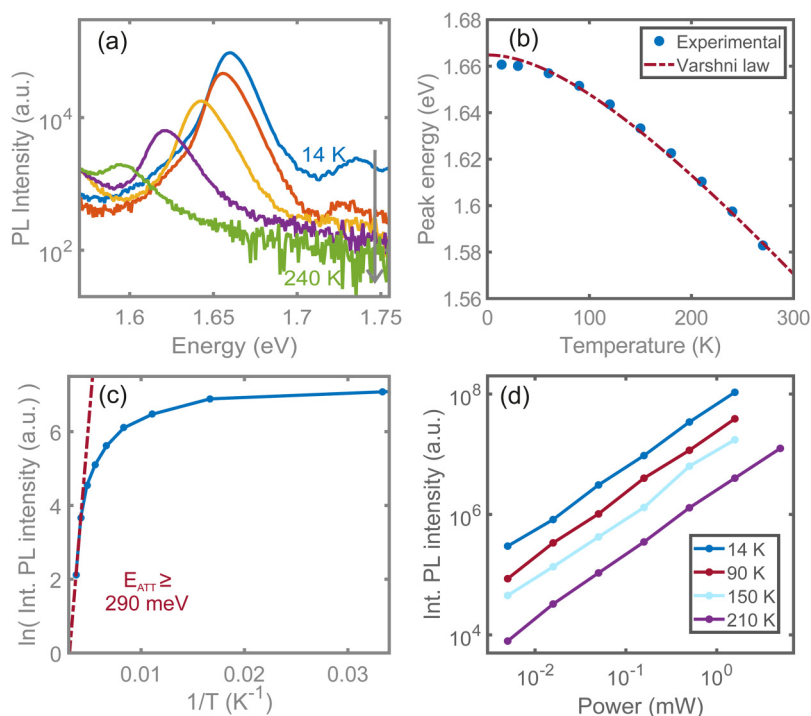 (a)
PL Intensity (a.u.)
10^4
10^2
14 K
240 K
1.6 1.65 1.7 1.75
Energy (eV)
(b)
Experimental
Varshni law
Peak energy (eV)
1.68
1.66
1.64
1.62
1.6
1.58
1.56
0 100 200 300
Temperature (K)
(c)
ln( Int. PL intensity (a.u.) )
6
4
2
0
E_ATT ≥
290 meV
0.01 0.02 0.03
1/T (K^-1)
(d)
Int. PL intensity (a.u.)
10^8
10^6
10^4
14 K
90 K
150 K
210 K
10^-2 10^-1 10^0
Power (mW)